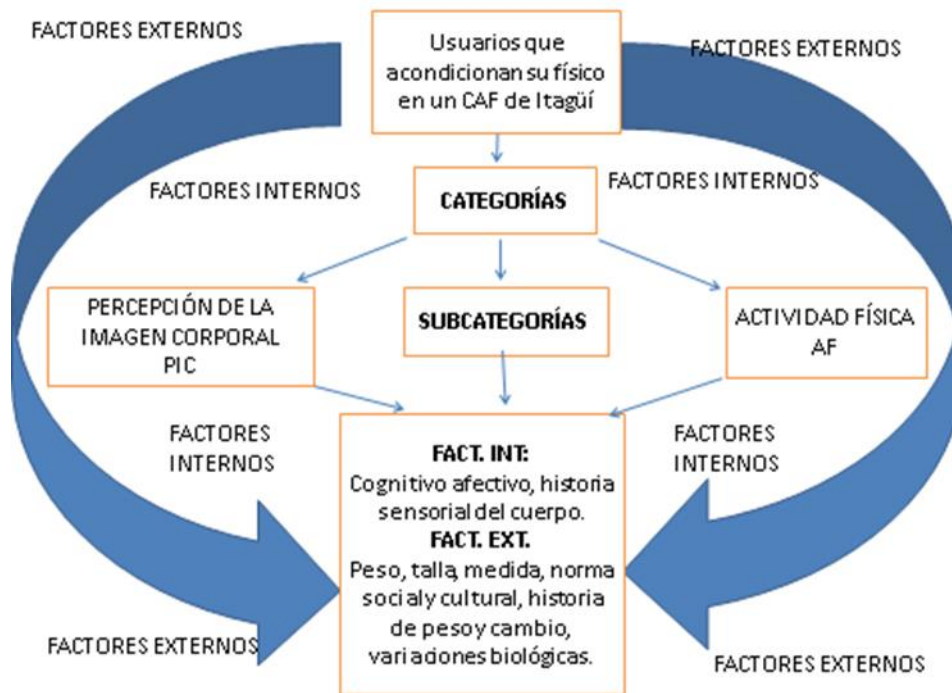 FACTORES EXTERNOS
Usuarios que
acondicionan su físico
en un CAF de Itagüí
FACTORES EXTERNOS
FACTORES INTERNOS
CATEGORÍAS
FACTORES INTERNOS
PERCEPCIÓN DE LA
IMAGEN CORPORAL
PIC
SUBCATEGORÍAS
ACTIVIDAD FÍSICA
AF
FACTORES
INTERNOS
FACT. INT:
Cognitivo afectivo, historia
sensorial del cuerpo.
FACT. EXT.
Peso, talla, medida, norma
social y cultural, historia
de peso y cambio,
variaciones biológicas.
FACTORES
INTERNOS
FACTORES EXTERNOS
FACTORES EXTERNOS